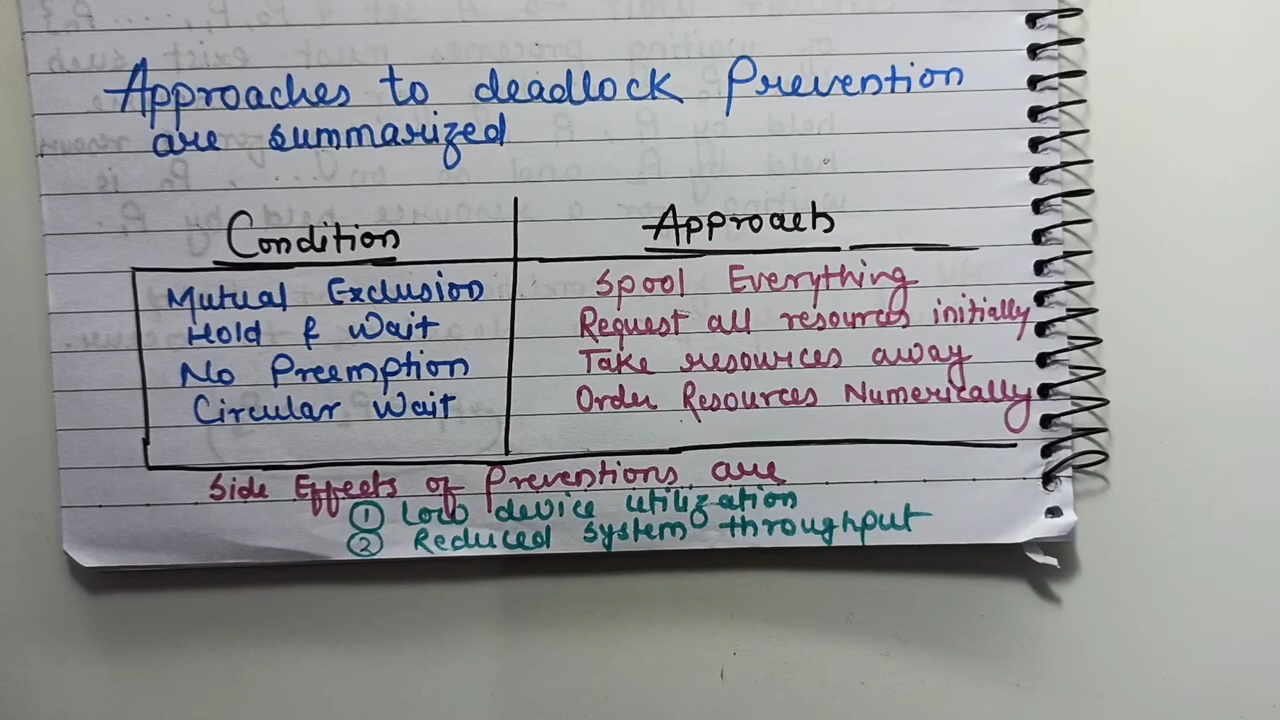 Approaches to deadlock Prevention
are summarized
Condition Approach
Mutual Exclusion Spool Everything
Hold & Wait Request all resources initially
No Preemption Take resources away
Circular Wait Order Resources Numerically
Side Effects of Preventions are
① Low device utilization
② Reduced system throughput